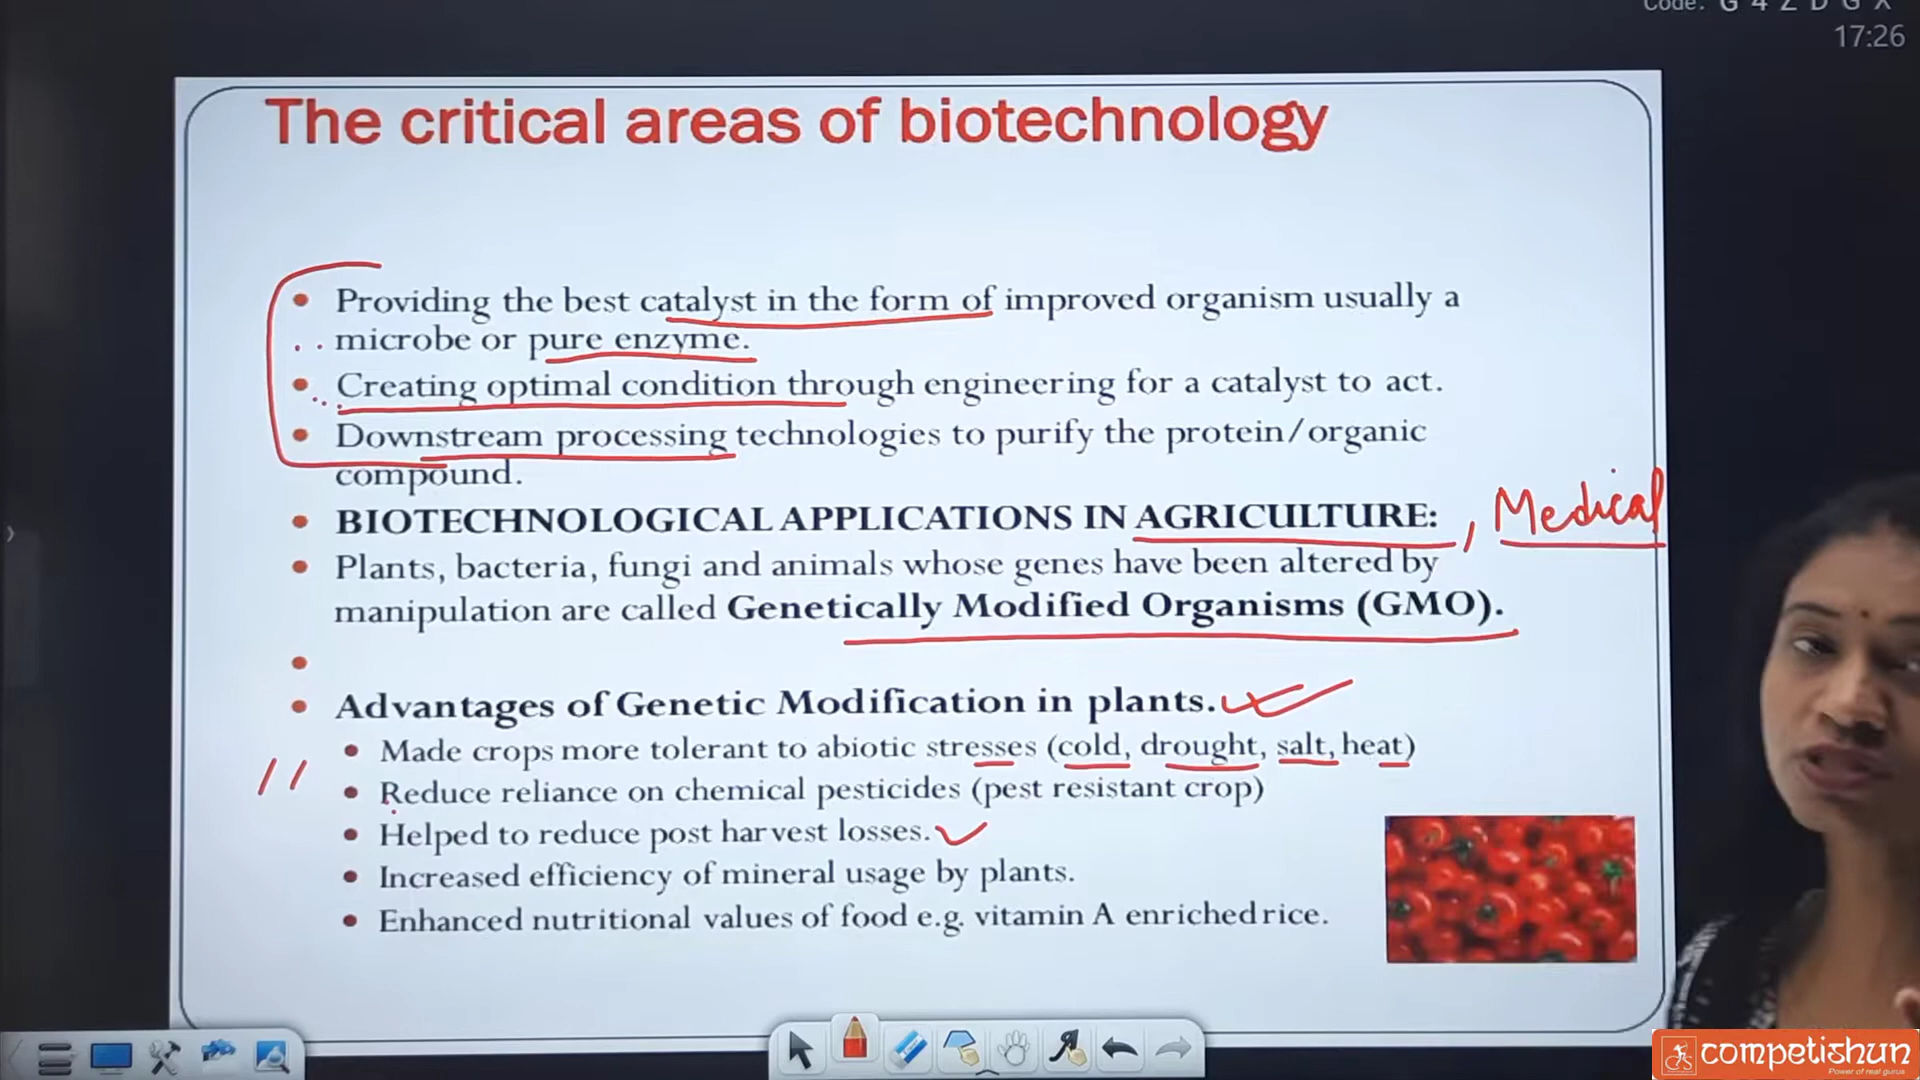 Code: G 4 Z D G X
17:26
The critical areas of biotechnology
• Providing the best catalyst in the form of improved organism usually a
microbe or pure enzyme.
• Creating optimal condition through engineering for a catalyst to act.
• Downstream processing technologies to purify the protein/organic
compound.
• BIOTECHNOLOGICAL APPLICATIONS IN AGRICULTURE: , Medical
• Plants, bacteria, fungi and animals whose genes have been altered by
manipulation are called Genetically Modified Organisms (GMO).
•
• Advantages of Genetic Modification in plants.
• Made crops more tolerant to abiotic stresses (cold, drought, salt, heat)
• Reduce reliance on chemical pesticides (pest resistant crop)
• Helped to reduce post harvest losses.
• Increased efficiency of mineral usage by plants.
• Enhanced nutritional values of food e.g. vitamin A enriched rice.
competishun
Power of real gurus